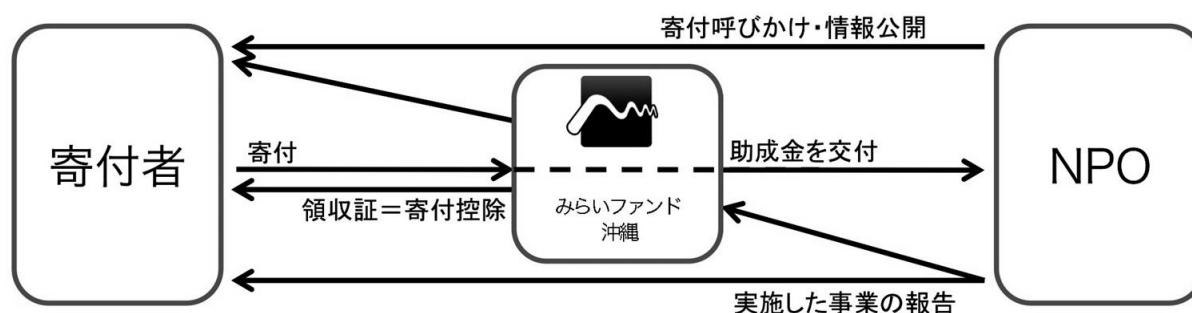 寄付呼びかけ・情報公開
寄付者
寄付
助成金を交付
NPO
領収証＝寄付控除
みらいファンド
沖縄
実施した事業の報告